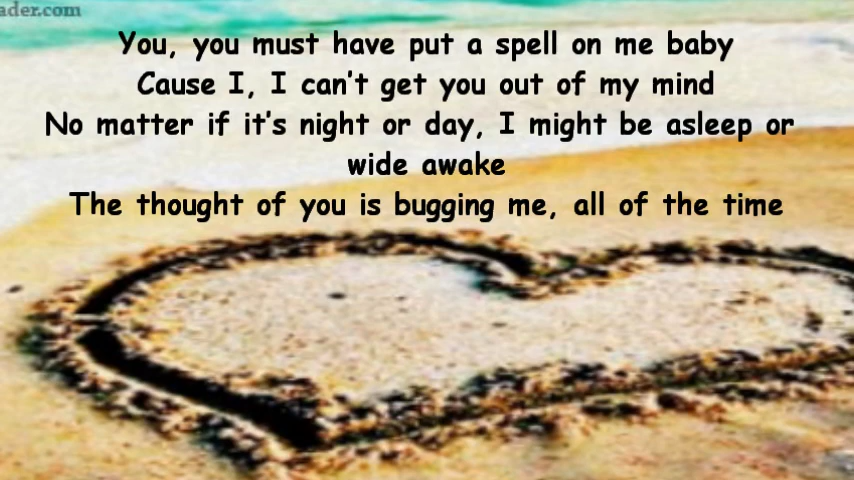 ader.com
You, you must have put a spell on me baby
Cause I, I can't get you out of my mind
No matter if it's night or day, I might be asleep or
wide awake
The thought of you is bugging me, all of the time